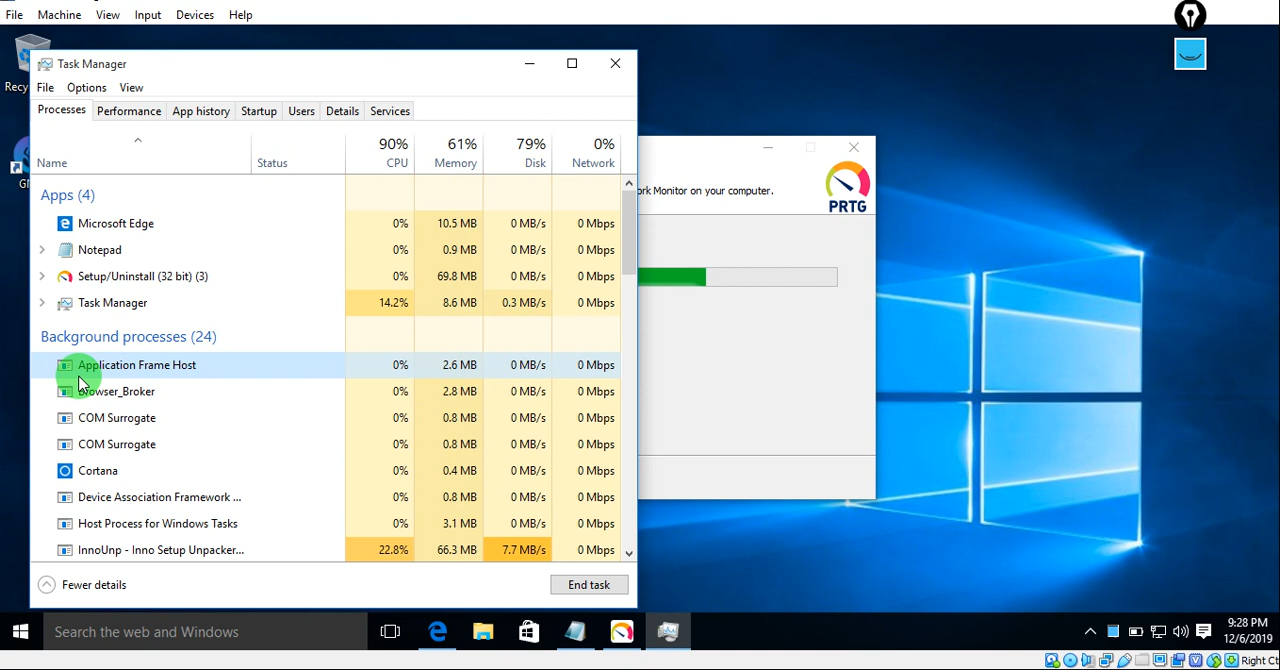 File Machine View Input Devices Help
Recy
Task Manager
File Options View
Processes Performance App history Startup Users Details Services
90% 61% 79% 0%
Name Status CPU Memory Disk Network
Apps (4)
Microsoft Edge 0% 10.5 MB 0 MB/s 0 Mbps
Notepad 0% 0.9 MB 0 MB/s 0 Mbps
Setup/Uninstall (32 bit) (3) 0% 69.8 MB 0 MB/s 0 Mbps
Task Manager 14.2% 8.6 MB 0.3 MB/s 0 Mbps
Background processes (24)
Application Frame Host 0% 2.6 MB 0 MB/s 0 Mbps
Browser_Broker 0% 2.8 MB 0 MB/s 0 Mbps
COM Surrogate 0% 0.8 MB 0 MB/s 0 Mbps
COM Surrogate 0% 0.8 MB 0 MB/s 0 Mbps
Cortana 0% 0.4 MB 0 MB/s 0 Mbps
Device Association Framework ... 0% 0.8 MB 0 MB/s 0 Mbps
Host Process for Windows Tasks 0% 3.1 MB 0 MB/s 0 Mbps
InnoUnp - Inno Setup Unpacker... 22.8% 66.3 MB 7.7 MB/s 0 Mbps
Fewer details End task
ork Monitor on your computer.
PRTG
Search the web and Windows
9:28 PM
12/6/2019
Right Ct